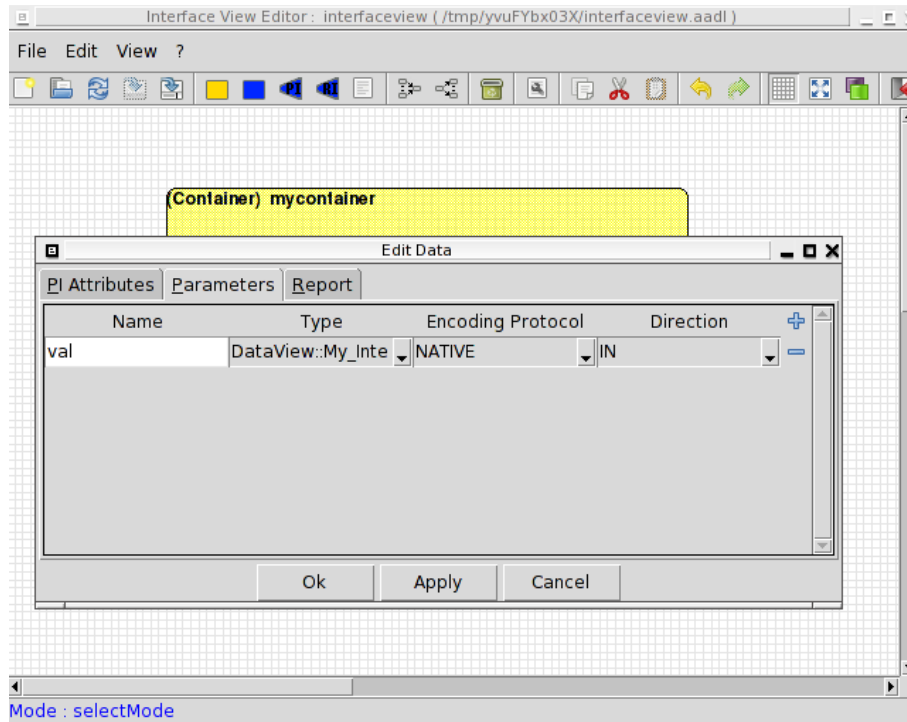 Interface View Editor : interfaceview ( /tmp/yvuFYbx03X/interfaceview.aadl )
File Edit View ?
PI RI
(Container) mycontainer
Edit Data
PI Attributes Parameters Report
Name Type Encoding Protocol Direction
val DataView::My_Inte NATIVE IN
Ok Apply Cancel
Mode : selectMode